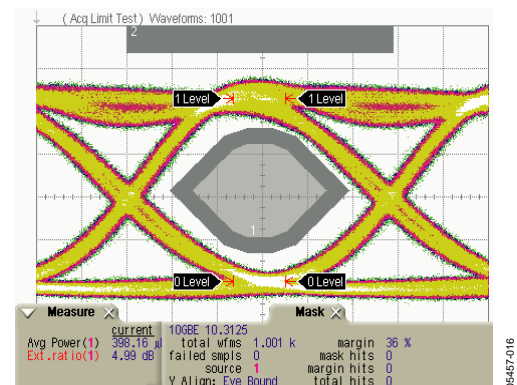 ( Acq Limit Test ) Waveforms: 1001
2
1 Level
1 Level
1
0 Level
0 Level
Measure
current
Avg Power(1) 398.16
Ext.ratio(1) 4.99 dB
Mask
10GBE 10.3125
total wfms 1.001 k margin 36 %
failed smpls 0 mask hits 0
source 1 margin hits 0
Y Align: Eye Bound total hits 0
05457-016